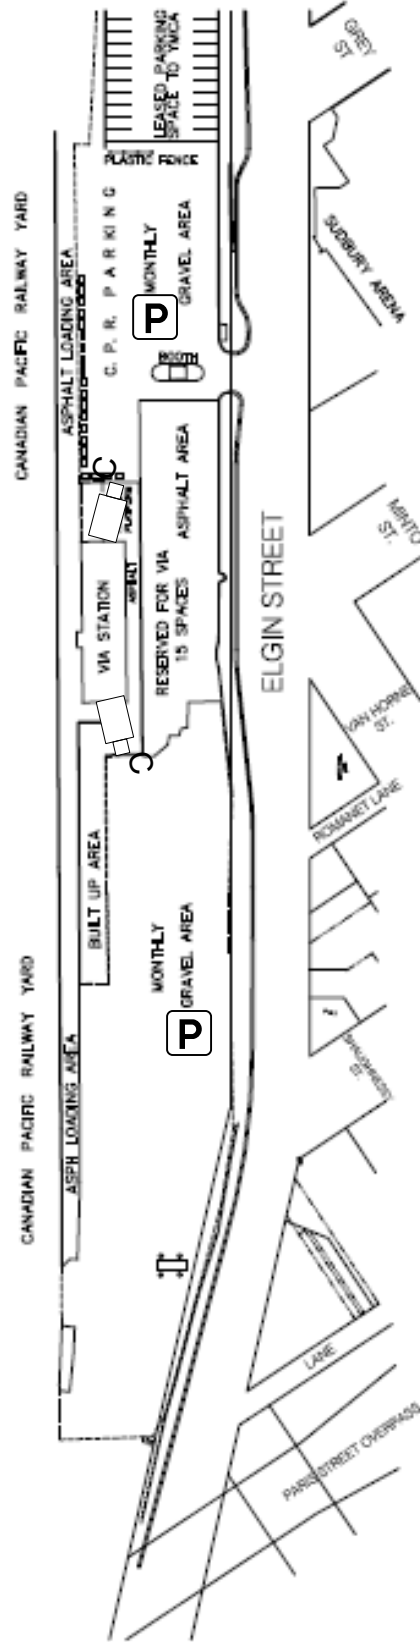 GREY
ST.
LEASED PARKING
SPACE TO YMCA
PLASTIC FENCE
CANADIAN PACIFIC RAILWAY YARD
ASPHALT LOADING AREA
C. P. R. PARKING
MONTHLY
GRAVEL AREA
P
SUDBURY ARENA
BOOTH
C
PLATFORM
ASPHALT
VIA STATION
RESERVED FOR VIA
15 SPACES
ASPHALT AREA
ELGIN STREET
MINTO
ST.
VAN HORNE
ST.
ROMANET LANE
C
BUILT UP AREA
MONTHLY
GRAVEL AREA
P
CANADIAN PACIFIC RAILWAY YARD
ASPH LOADING AREA
SHAUGHNESSY
ST.
LANE
PARIS STREET OVERPASS